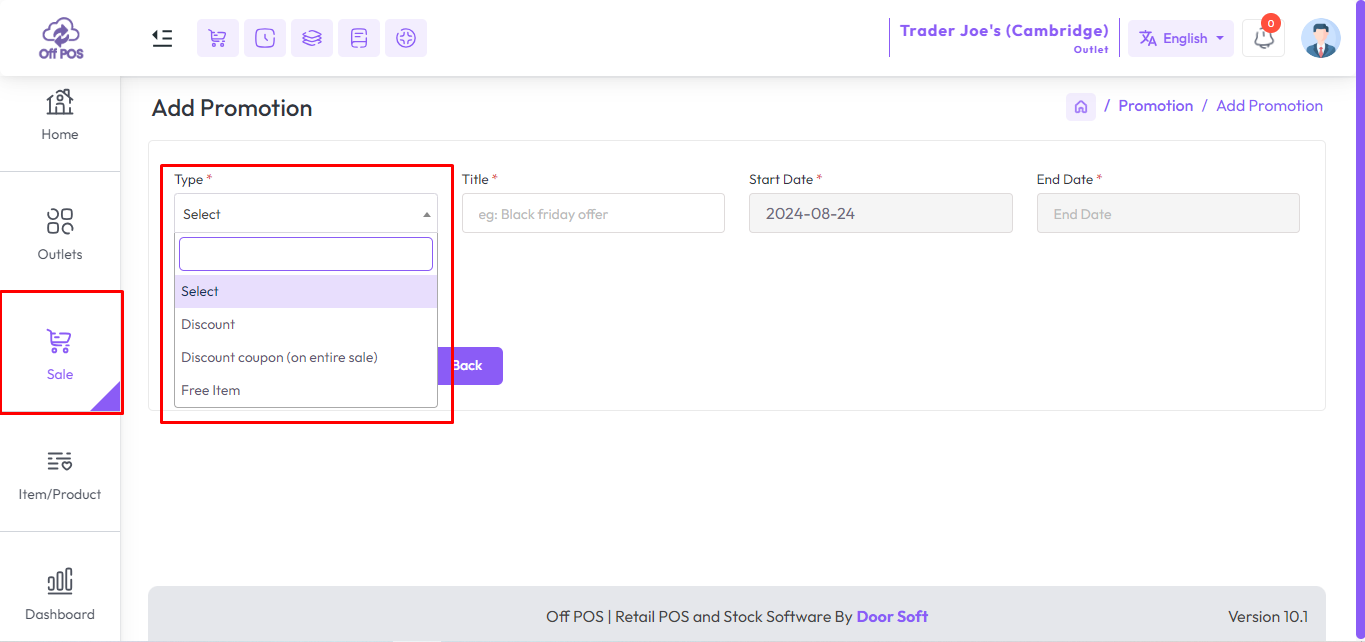 Off POS
Trader Joe's (Cambridge)
Outlet
English
0
Home
Outlets
Sale
Item/Product
Dashboard
Add Promotion
/ Promotion / Add Promotion
Type *
Title *
Start Date *
End Date *
Select
eg: Black friday offer
2024-08-24
End Date
Select
Discount
Discount coupon (on entire sale)
Free Item
Back
Off POS | Retail POS and Stock Software By Door Soft
Version 10.1